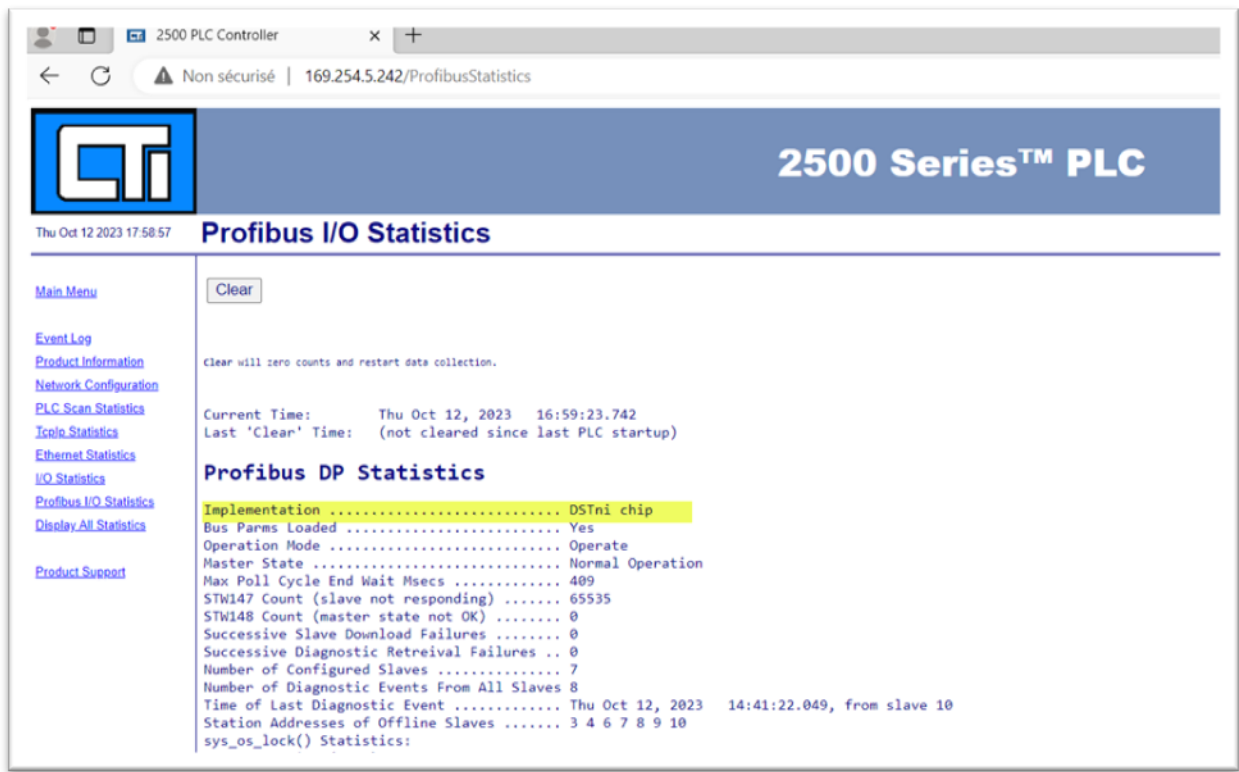 2500 PLC Controller
Non sécurisé | 169.254.5.242/ProfibusStatistics
CTi
2500 Series™ PLC
Thu Oct 12 2023 17:58:57
Profibus I/O Statistics
Main Menu
Event Log
Product Information
Network Configuration
PLC Scan Statistics
TcpIp Statistics
Ethernet Statistics
I/O Statistics
Profibus I/O Statistics
Display All Statistics
Product Support
Clear
Clear will zero counts and restart data collection.
Current Time: Thu Oct 12, 2023 16:59:23.742
Last 'Clear' Time: (not cleared since last PLC startup)
Profibus DP Statistics
Implementation ............................ DSTni chip
Bus Parms Loaded .......................... Yes
Operation Mode ............................ Operate
Master State .............................. Normal Operation
Max Poll Cycle End Wait Msecs ............. 409
STW147 Count (slave not responding) ....... 65535
STW148 Count (master state not OK) ........ 0
Successive Slave Download Failures ........ 0
Successive Diagnostic Retreival Failures .. 0
Number of Configured Slaves ............... 7
Number of Diagnostic Events From All Slaves 8
Time of Last Diagnostic Event ............. Thu Oct 12, 2023 14:41:22.049, from slave 10
Station Addresses of Offline Slaves ....... 3 4 6 7 8 9 10
sys_os_lock() Statistics: